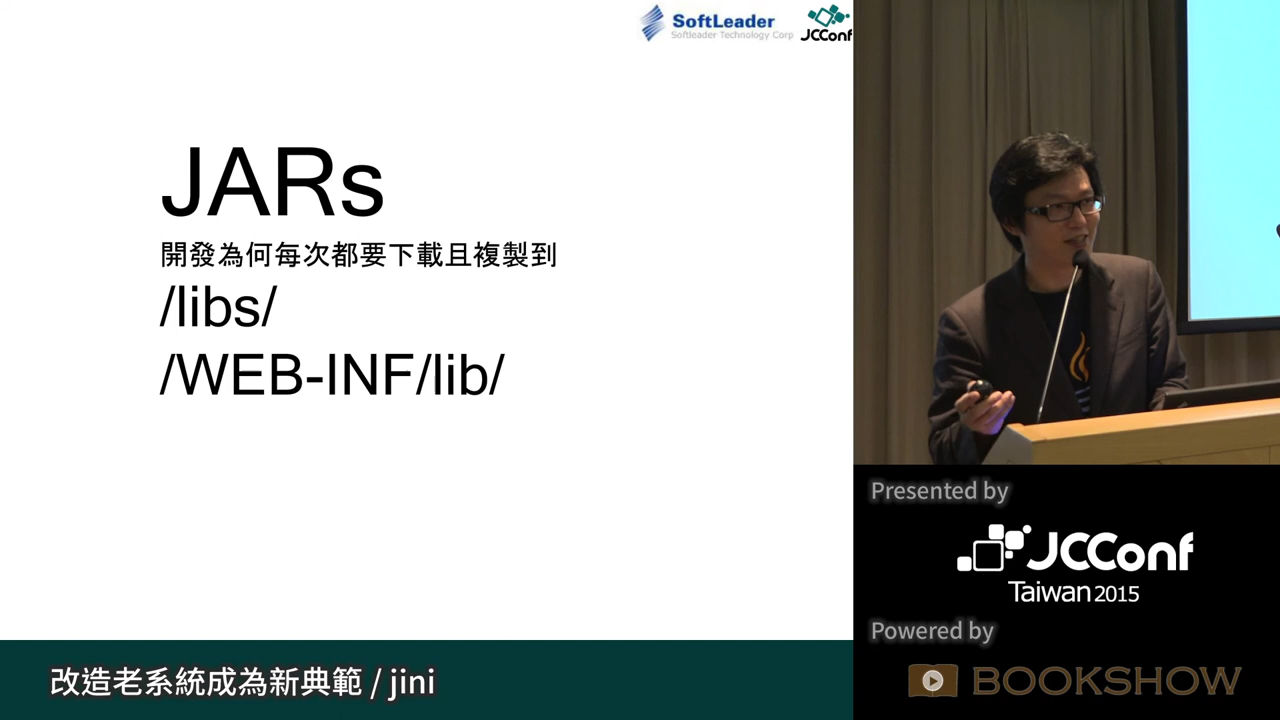 SoftLeader
Softleader Technology Corp
JCConf
JARs
開發為何每次都要下載且複製到
/libs/
/WEB-INF/lib/
改造老系統成為新典範 / jini
Presented by
JCConf
Taiwan 2015
Powered by
BOOKSHOW